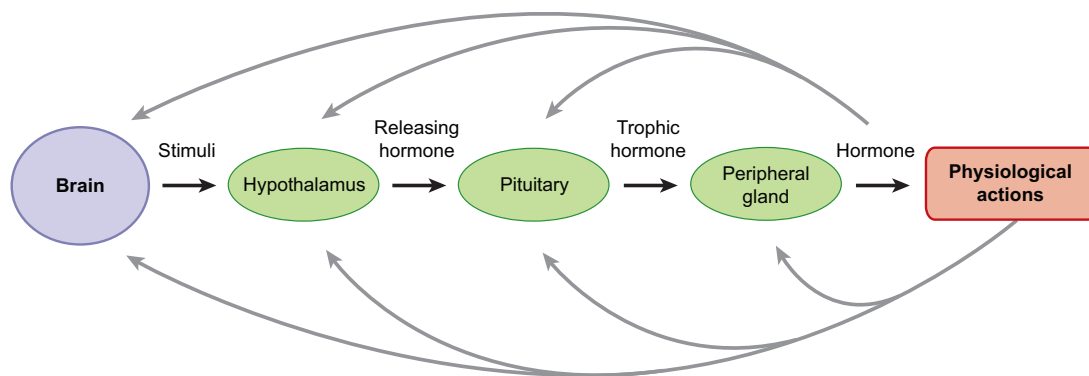 Brain
Stimuli
Hypothalamus
Releasing
hormone
Pituitary
Trophic
hormone
Peripheral
gland
Hormone
Physiological
actions